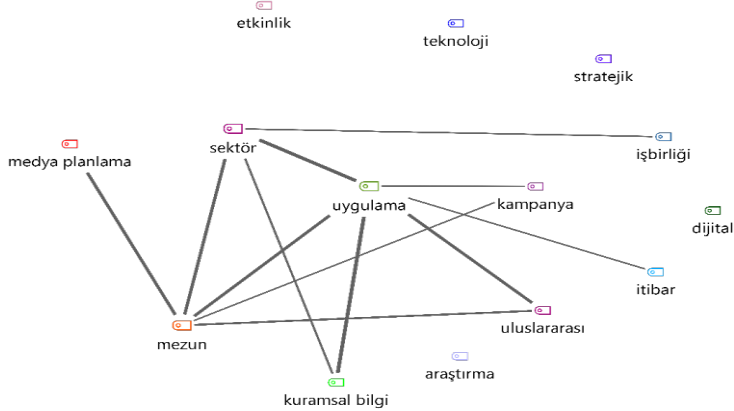 etkinlik
teknoloji
stratejik
sektör
işbirliği
medya planlama
uygulama
kampanya
dijital
itibar
mezun
uluslararası
araştırma
kuramsal bilgi